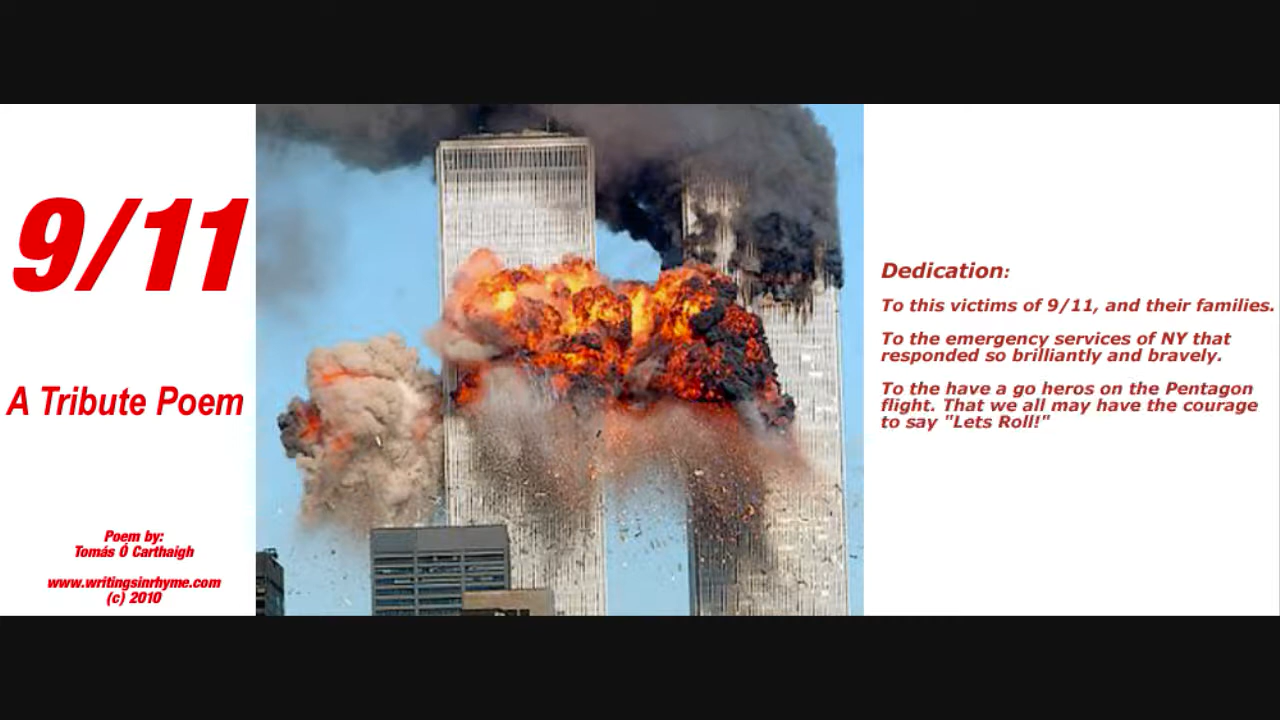 9/11
A Tribute Poem
Poem by:
Tomás Ó Carthaigh
www.writingsinrhyme.com
(c) 2010
Dedication:
To this victims of 9/11, and their families.
To the emergency services of NY that
responded so brilliantly and bravely.
To the have a go heros on the Pentagon
flight. That we all may have the courage
to say "Lets Roll!"